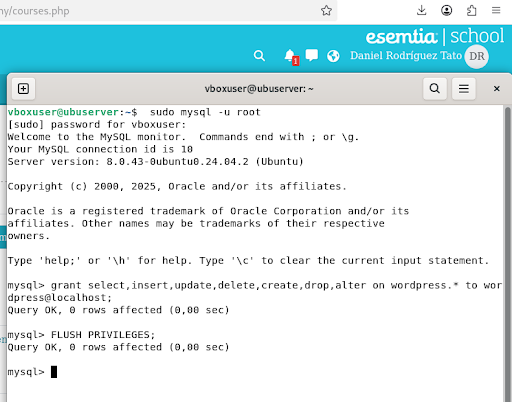 ny/courses.php
esemtia | school
1
Daniel Rodríguez Tato DR
vboxuser@ubuserver: ~
vboxuser@ubuserver:~$  sudo mysql -u root
[sudo] password for vboxuser:
Welcome to the MySQL monitor.  Commands end with ; or \g.
Your MySQL connection id is 10
Server version: 8.0.43-0ubuntu0.24.04.2 (Ubuntu)
Copyright (c) 2000, 2025, Oracle and/or its affiliates.
Oracle is a registered trademark of Oracle Corporation and/or its
affiliates. Other names may be trademarks of their respective
owners.
Type 'help;' or '\h' for help. Type '\c' to clear the current input statement.
mysql> grant select,insert,update,delete,create,drop,alter on wordpress.* to wor
dpress@localhost;
Query OK, 0 rows affected (0,00 sec)
mysql> FLUSH PRIVILEGES;
Query OK, 0 rows affected (0,00 sec)
mysql>